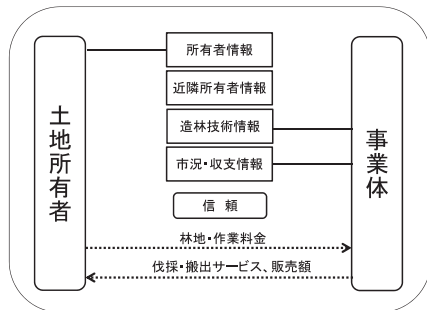 土地所有者
所有者情報
近隣所有者情報
造林技術情報
市況・収支情報
信 頼
林地・作業料金
伐採・搬出サービス、販売額
事業体